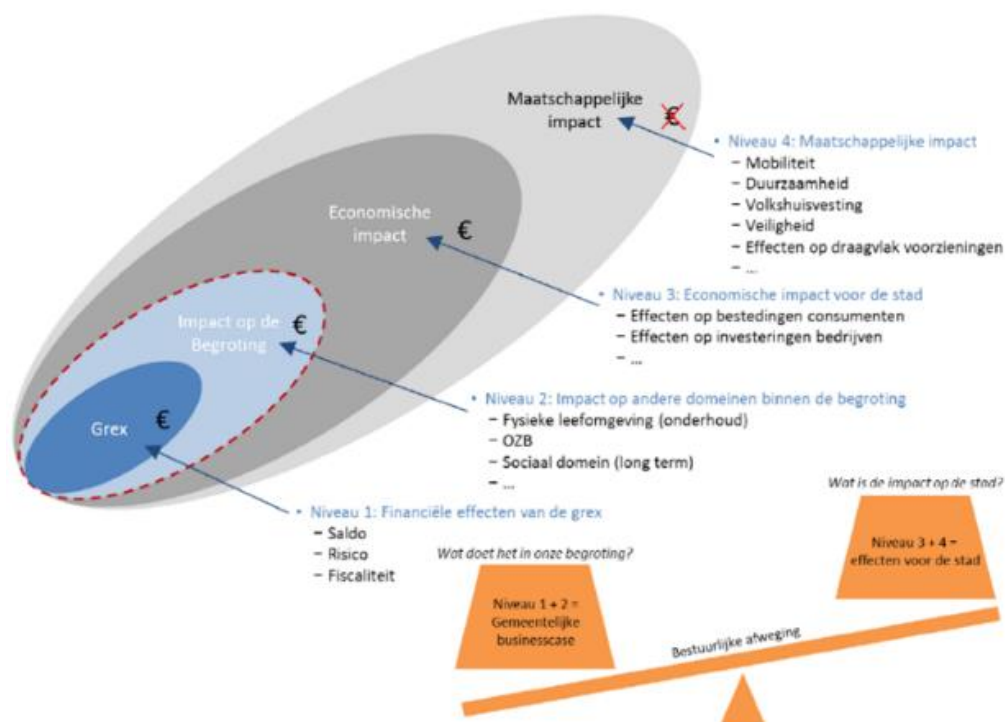 Maatschappelijke
impact
€
• Niveau 4: Maatschappelijke impact
– Mobiliteit
– Duurzaamheid
– Volkshuisvesting
– Veiligheid
– Effecten op draagvlak voorzieningen
– ...
Economische
impact
€
• Niveau 3: Economische impact voor de stad
– Effecten op bestedingen consumenten
– Effecten op investeringen bedrijven
– ...
Impact op de
Begroting
€
• Niveau 2: Impact op andere domeinen binnen de begroting
– Fysieke leefomgeving (onderhoud)
– OZB
– Sociaal domein (long term)
– ...
Grex
€
• Niveau 1: Financiële effecten van de grex
– Saldo
– Risico
– Fiscaliteit
Wat doet het in onze begroting?
Niveau 1 + 2 =
Gemeentelijke
businesscase
Wat is de impact op de stad?
Niveau 3 + 4 =
effecten voor de stad
Bestuurlijke afweging